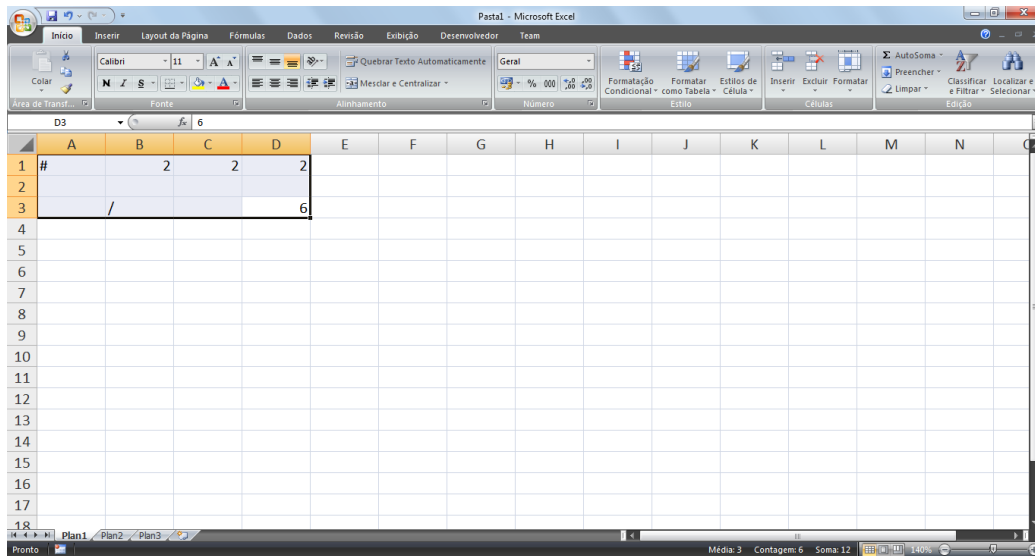 Pasta1 - Microsoft Excel
Início Inserir Layout da Página Fórmulas Dados Revisão Exibição Desenvolvedor Team
Colar
Área de Transf...
Calibri 11 A A
N I S A
Fonte
Quebrar Texto Automaticamente
Mesclar e Centralizar
Alinhamento
Geral
% 000 ,00 ,00
Número
Formatação Condicional
Formatar como Tabela
Estilos de Célula
Estilo
Inserir Excluir Formatar
Células
Σ AutoSoma
Preencher
Limpar
Classificar e Filtrar
Localizar e Selecionar
Edição
D3 fx 6
A B C D E F G H I J K L M N
1 # 2 2 2
2
3 / 6
4
5
6
7
8
9
10
11
12
13
14
15
16
17
18
Plan1 Plan2 Plan3
Pronto Média: 3 Contagem: 6 Soma: 12 140%